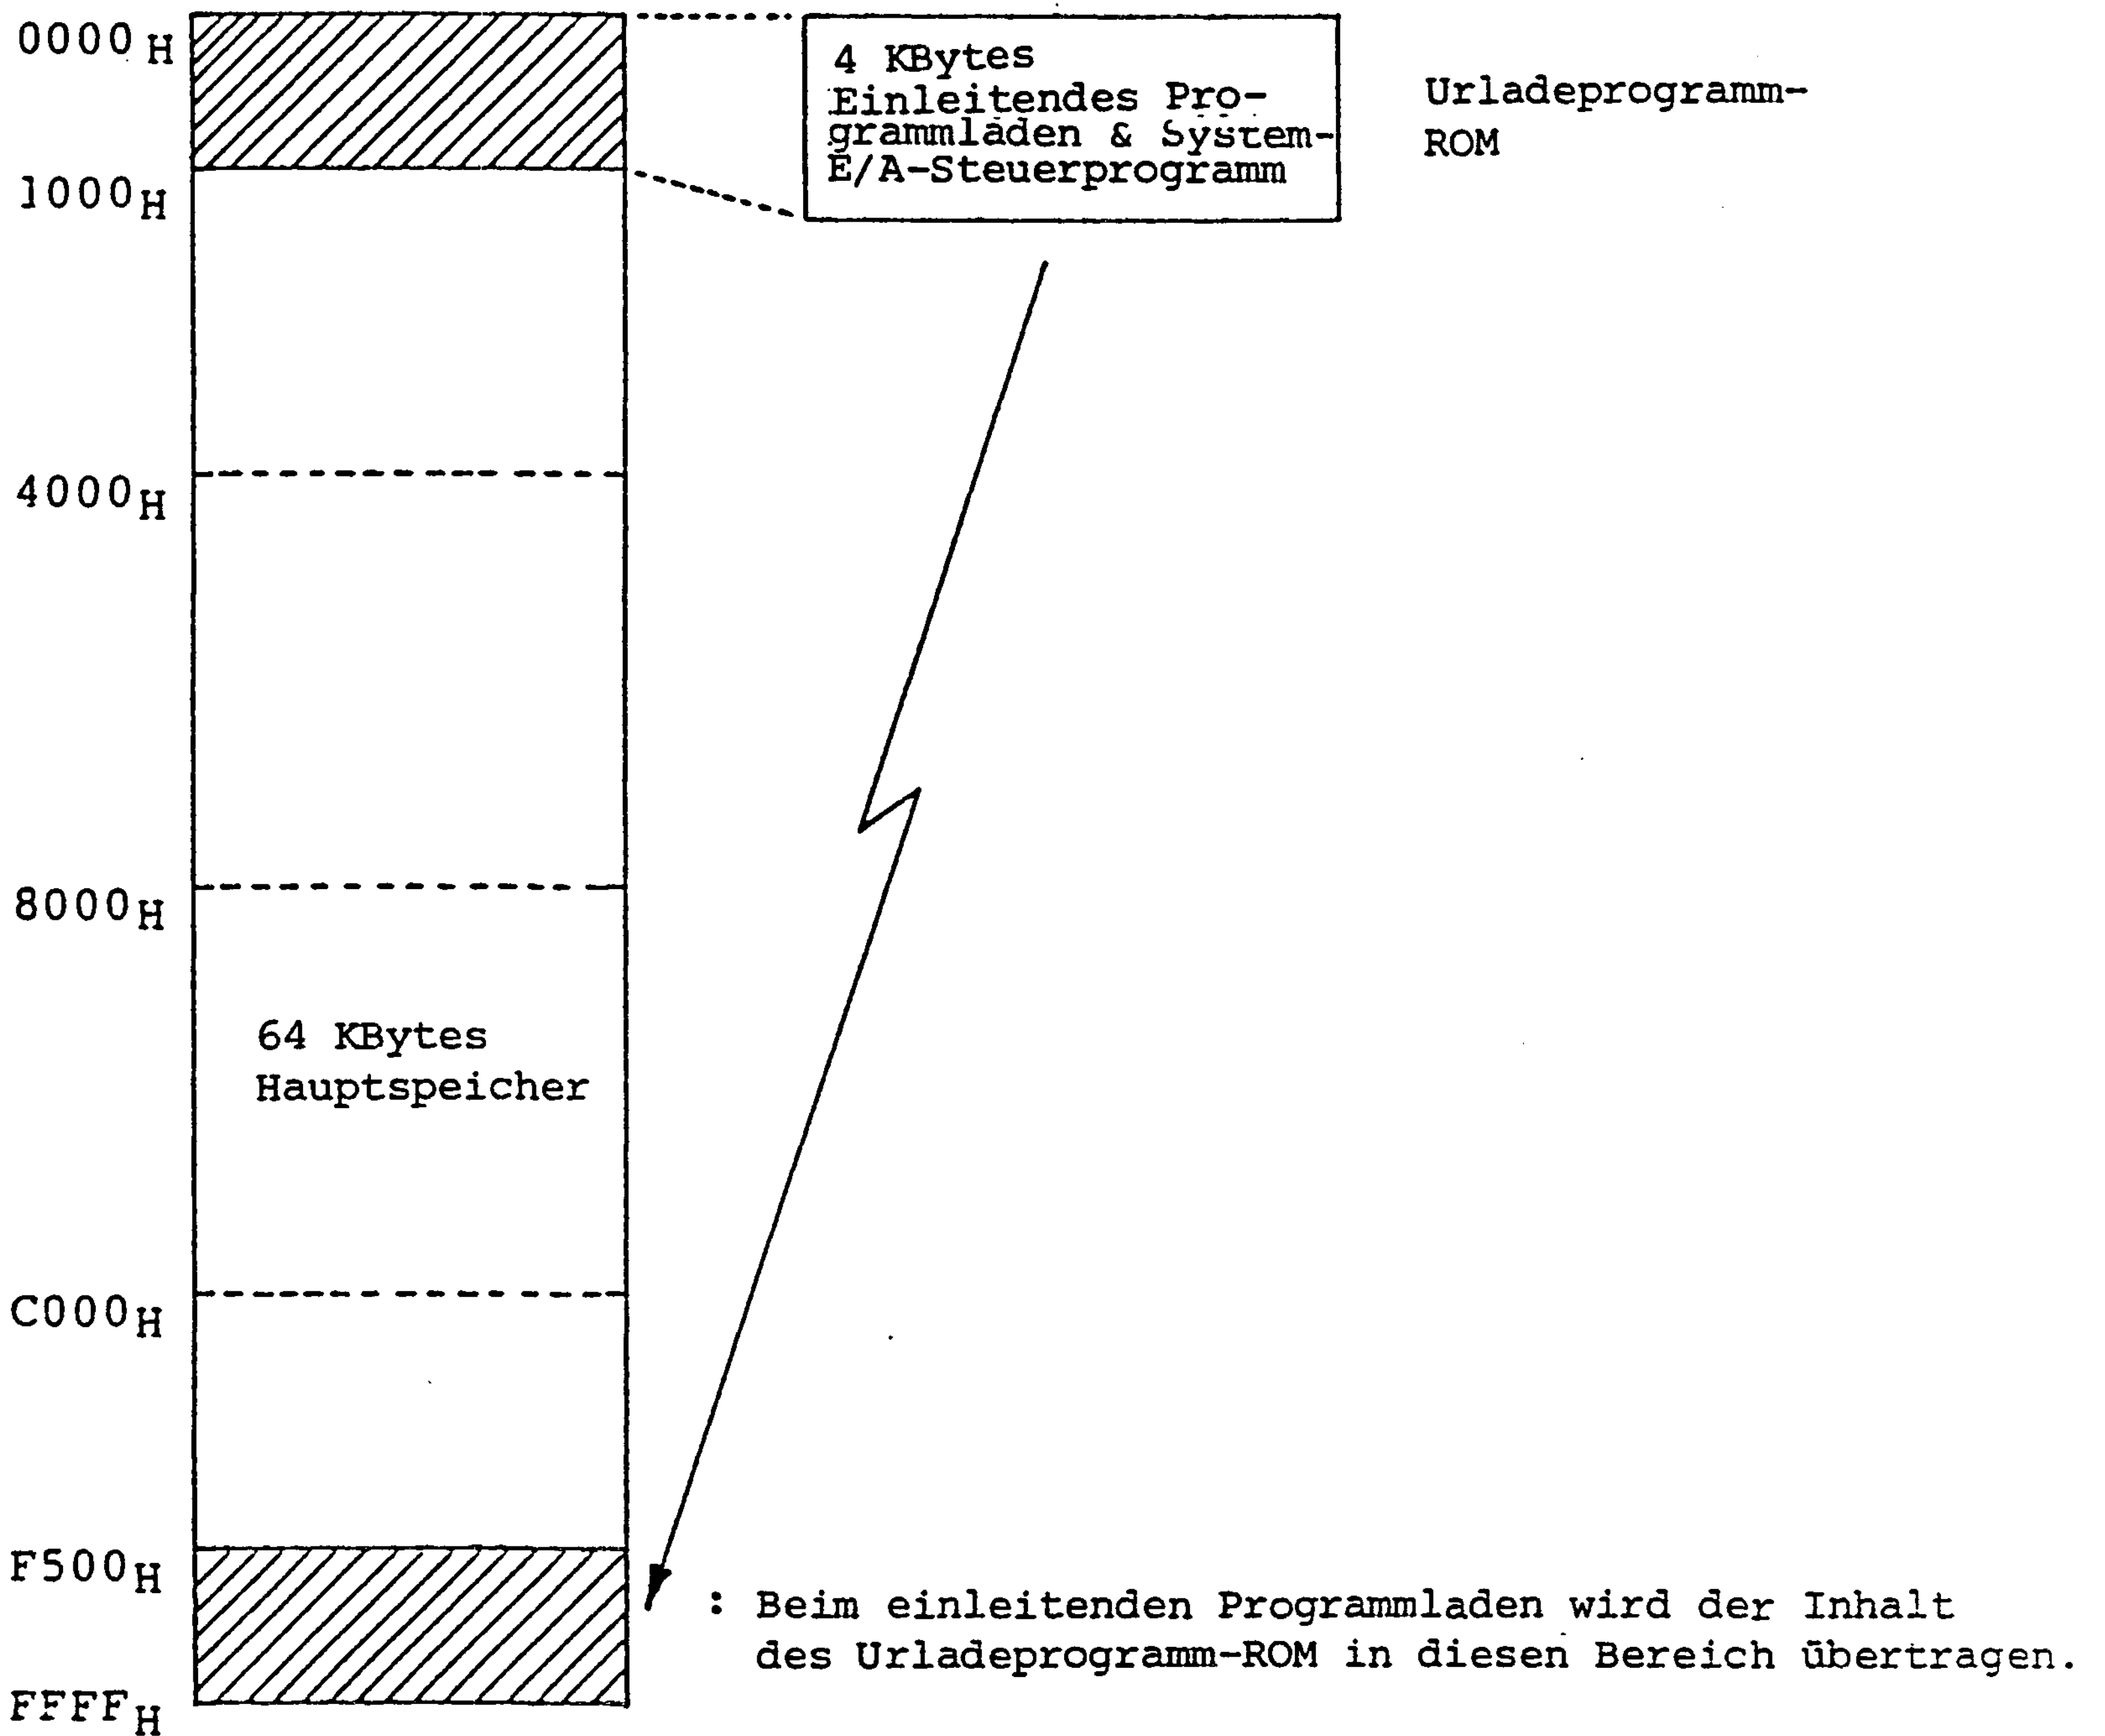 0000H
4 KBytes
Einleitendes Pro-
grammladen & System-
E/A-Steuerprogramm
Urladeprogramm-
ROM
1000H
4000H
8000H
64 KBytes
Hauptspeicher
C000H
F500H
: Beim einleitenden Programmladen wird der Inhalt
des Urladeprogramm-ROM in diesen Bereich übertragen.
FFFFH